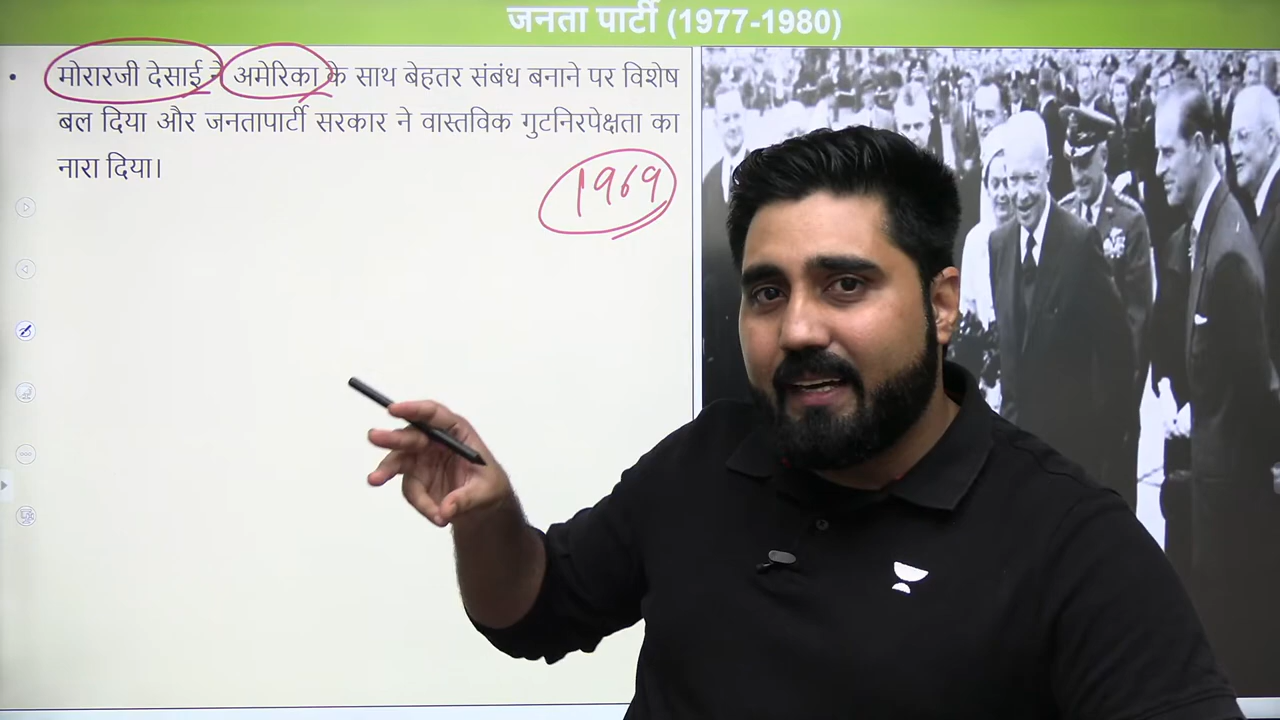 जनता पार्टी (1977-1980)
• मोरारजी देसाई ने अमेरिका के साथ बेहतर संबंध बनाने पर विशेष
बल दिया और जनतापार्टी सरकार ने वास्तविक गुटनिरपेक्षता का
नारा दिया।
1969